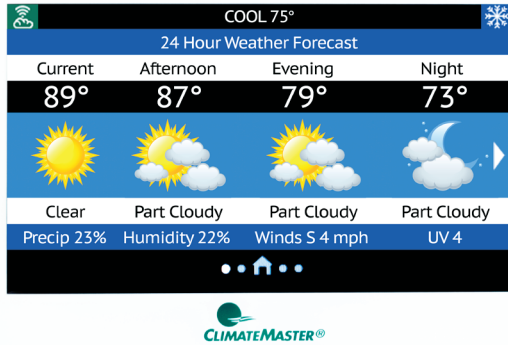 COOL 75°
24 Hour Weather Forecast
Current Afternoon Evening Night
89° 87° 79° 73°
Clear Part Cloudy Part Cloudy Part Cloudy
Precip 23% Humidity 22% Winds S 4 mph UV 4
CLIMATEMASTER®